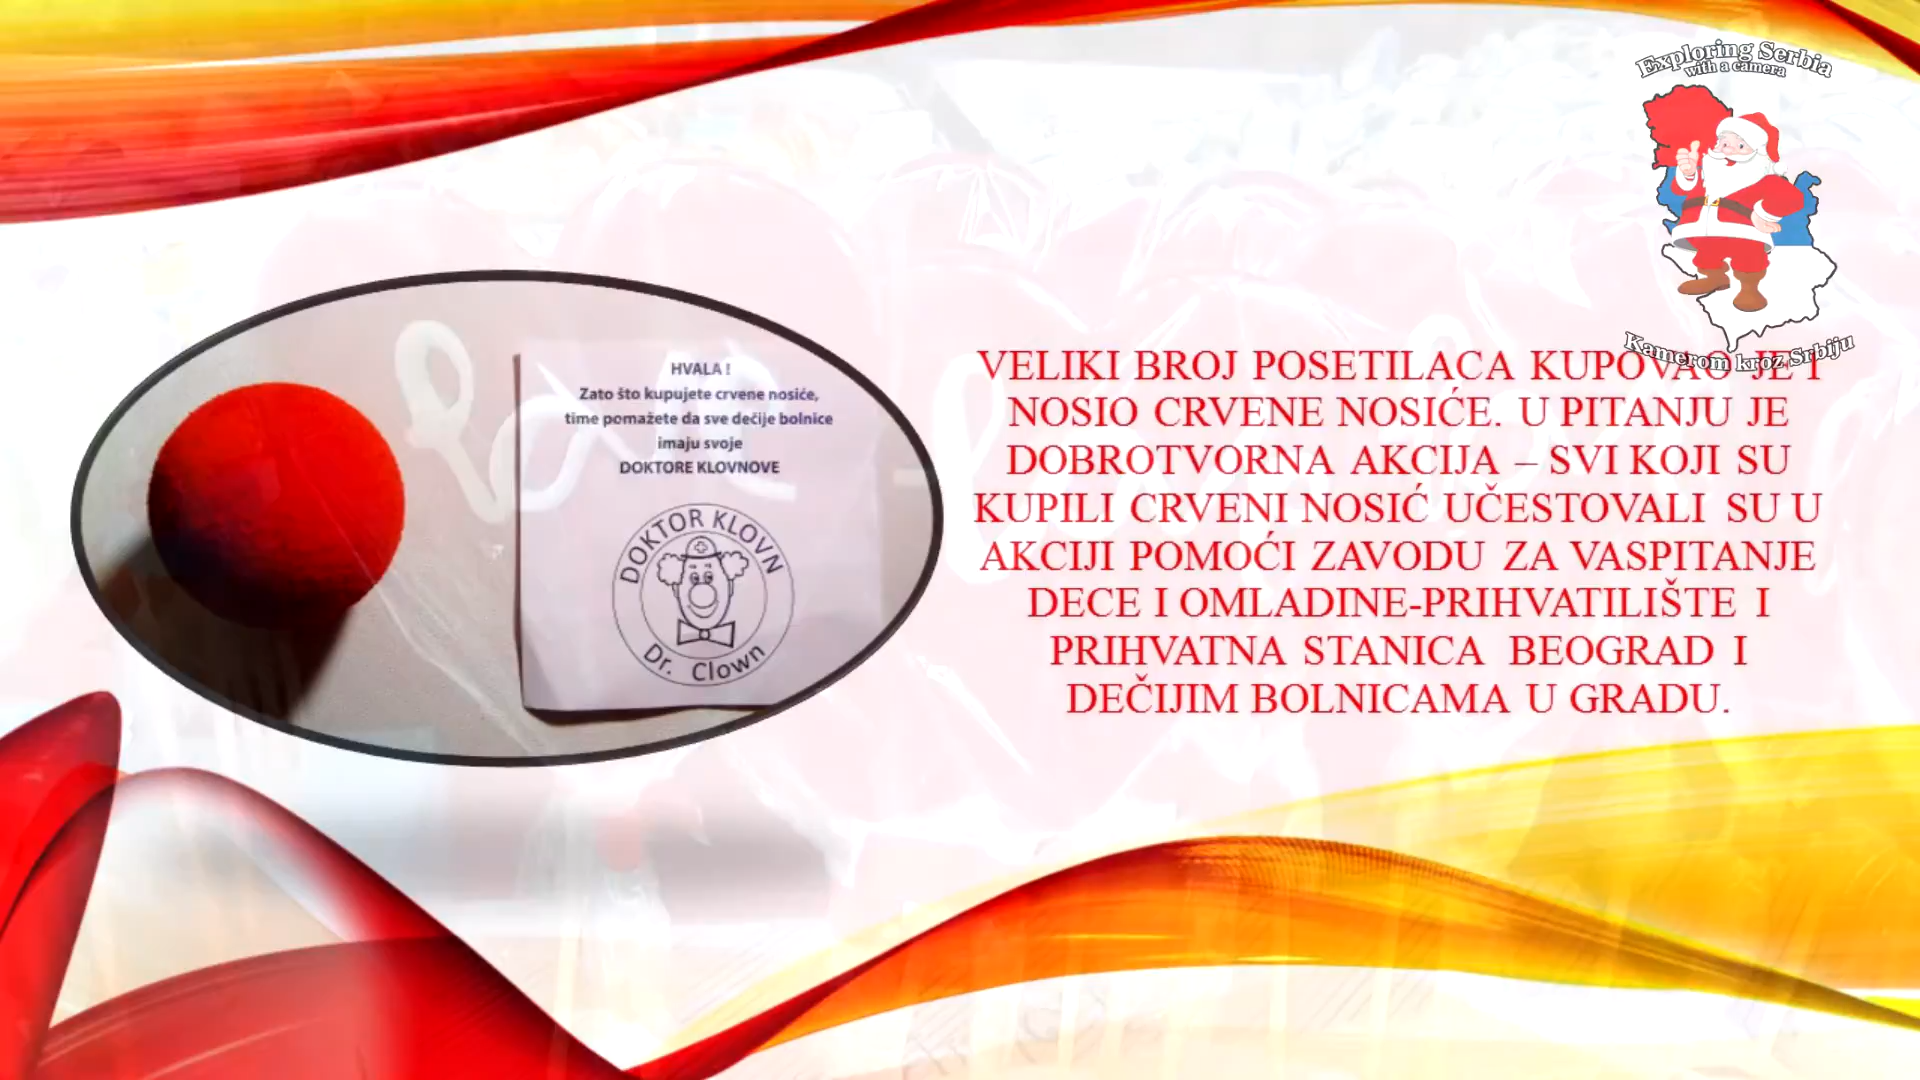 Exploring Serbia
with a camera
Kamerom kroz Srbiju
HVALA !
Zato što kupujete crvene nosiće,
time pomažete da sve dečije bolnice
imaju svoje
DOKTORE KLOVNOVE
DOKTOR KLOVN
Dr. Clown
VELIKI BROJ POSETILACA KUPOVAO JE I
NOSIO CRVENE NOSIĆE. U PITANJU JE
DOBROTVORNA AKCIJA – SVI KOJI SU
KUPILI CRVENI NOSIĆ UČESTOVALI SU U
AKCIJI POMOĆI ZAVODU ZA VASPITANJE
DECE I OMLADINE-PRIHVATILIŠTE I
PRIHVATNA STANICA BEOGRAD I
DEČIJIM BOLNICAMA U GRADU.